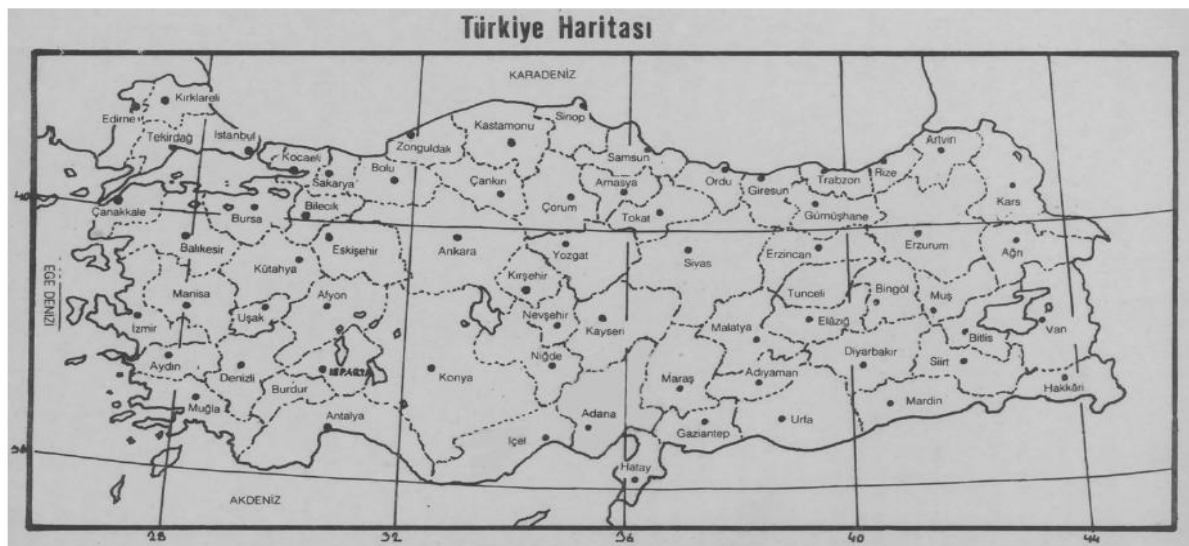 Türkiye Haritası
KARADENİZ
Kırklareli
Edirne
Tekirdağ
İstanbul
Kocaeli
Sakarya
Bolu
Zonguldak
Kastamonu
Sinop
Samsun
Çankırı
Çorum
Amasya
Tokat
Ordu
Giresun
Trabzon
Rize
Artvin
Gümüşhane
Kars
Çanakkale
Bursa
Bilecik
Balıkesir
Kütahya
Eskişehir
Ankara
Yozgat
Sivas
Erzincan
Erzurum
Ağrı
EGE DENİZİ
Manisa
Uşak
Afyon
Kırşehir
Nevşehir
Kayseri
Malatya
Tunceli
Elâzığ
Bingöl
Muş
Bitlis
Van
İzmir
Aydın
Denizli
Burdur
ISPARTA
Konya
Niğde
Maraş
Adıyaman
Diyarbakır
Siirt
Hakkâri
Muğla
Antalya
İçel
Adana
Gaziantep
Urfa
Mardin
Hatay
AKDENİZ
40
28 32 36 40 44